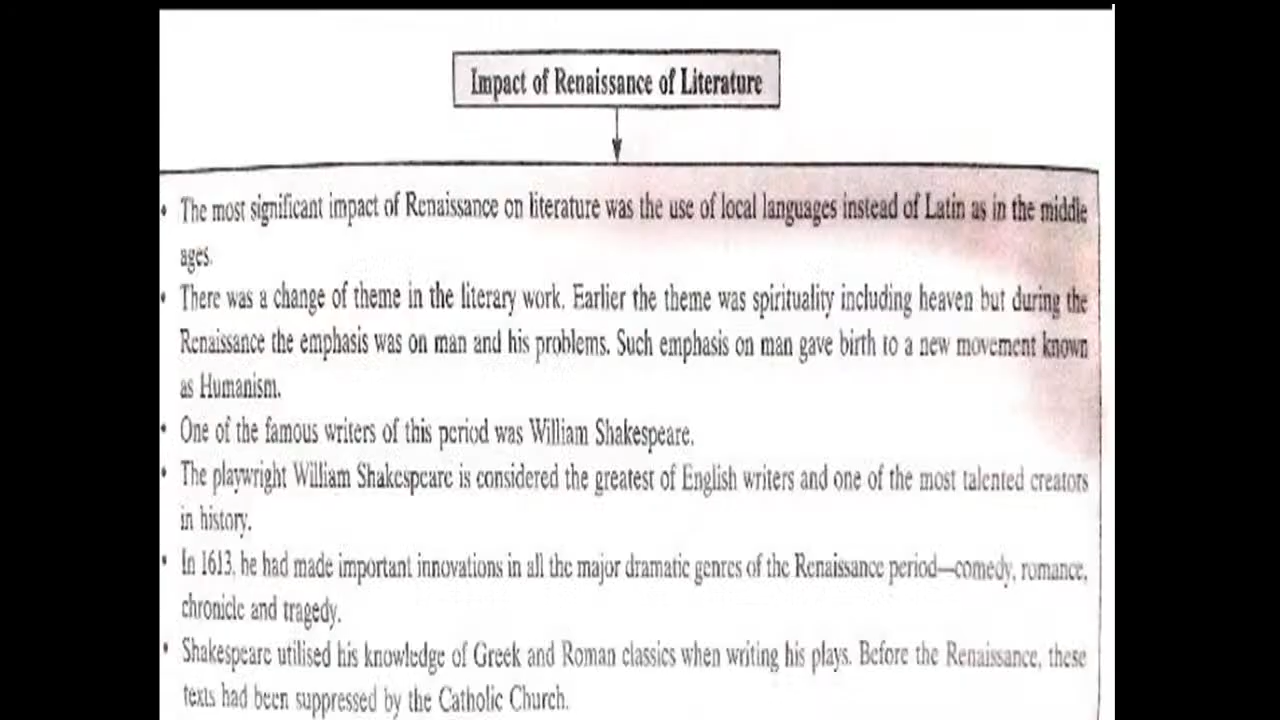 Impact of Renaissance of Literature
• The most significant impact of Renaissance on literature was the use of local languages instead of Latin as in the middle
ages.
• There was a change of theme in the literary work. Earlier the theme was spirituality including heaven but during the
Renaissance the emphasis was on man and his problems. Such emphasis on man gave birth to a new movement known
as Humanism.
• One of the famous writers of this period was William Shakespeare.
• The playwright William Shakespeare is considered the greatest of English writers and one of the most talented creators
in history.
• In 1613, he had made important innovations in all the major dramatic genres of the Renaissance period—comedy, romance,
chronicle and tragedy.
• Shakespeare utilised his knowledge of Greek and Roman classics when writing his plays. Before the Renaissance, these
texts had been suppressed by the Catholic Church.